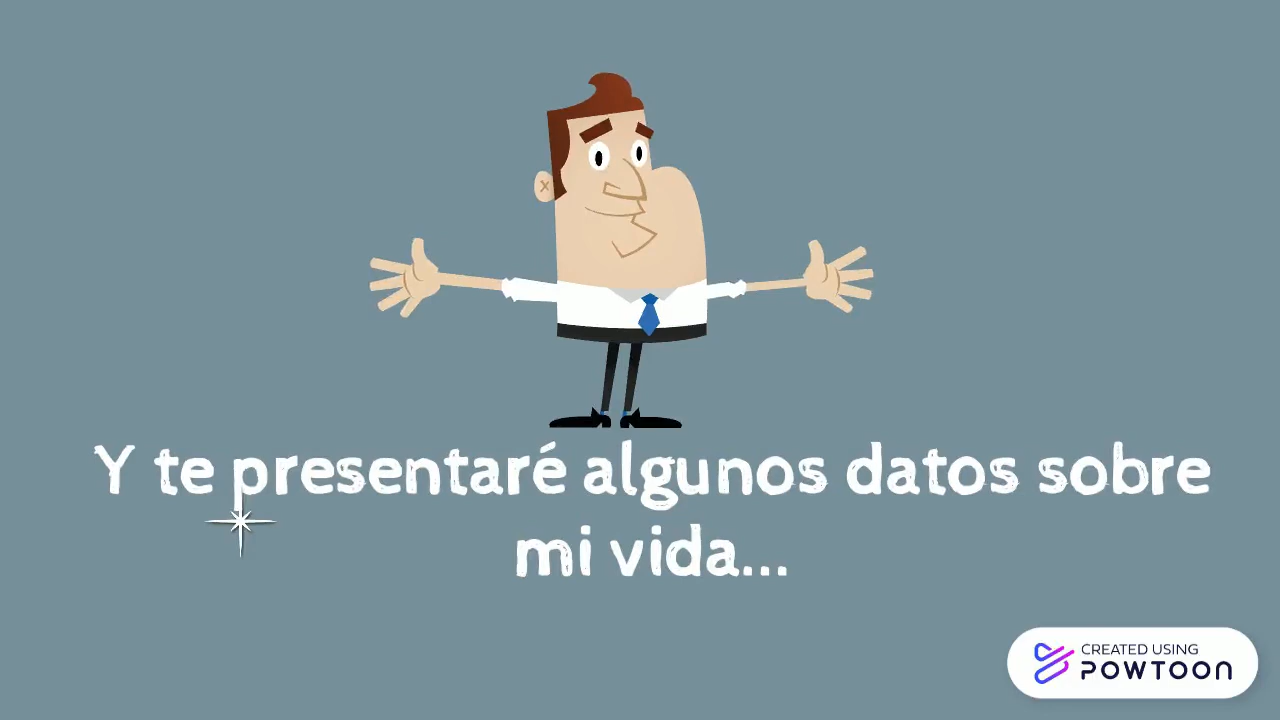 Y te presentaré algunos datos sobre
mi vida...
CREATED USING
POWTOON